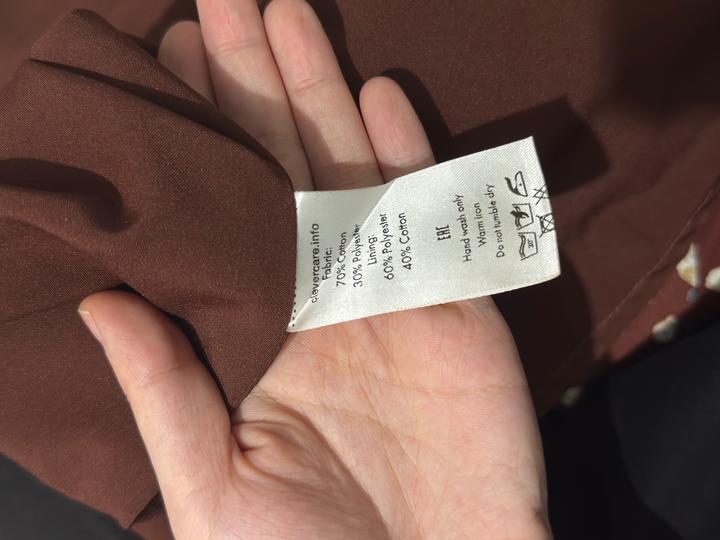 clevercare.info
Fabric:
70% Cotton
30% Polyester
Lining:
60% Polyester
40% Cotton
EAC
Hand wash only
Warm iron
Do not tumble dry